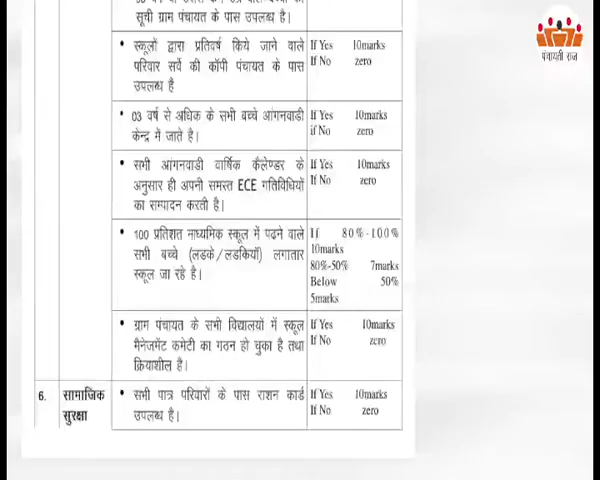 सूची ग्राम पंचायत के पास उपलब्ध है।
• स्कूलों द्वारा प्रतिवर्ष किये जाने वाले
परिवार सर्वे की कॉपी पंचायत के पास
उपलब्ध है
If Yes 10marks
If No zero
• 03 वर्ष से अधिक के सभी बच्चे आंगनवाडी
केन्द्र में जाते है।
If Yes 10marks
if No zero
• सभी आंगनवाडी वार्षिक कैलेण्डर के
अनुसार ही अपनी समस्त ECE गतिविधियों
का सम्पादन करती है।
If Yes 10marks
If No zero
• 100 प्रतिशत माध्यमिक स्कूल में पढने वाले
सभी बच्चे (लडके/लडकियॉ) लगातार
स्कूल जा रहे है।
If 80%-100%
10marks
80%-50% 7marks
Below 50%
5marks
• ग्राम पंचायत के सभी विद्यालयों में स्कूल
मैनेजमेंट कमेटी का गठन हो चुका है तथा
क्रियाशील है।
If Yes 10marks
If No zero
6. सामाजिक
सुरक्षा
• सभी पात्र परिवारों के पास राशन कार्ड
उपलब्ध है।
If Yes 10marks
If No zero
पंचायती राज